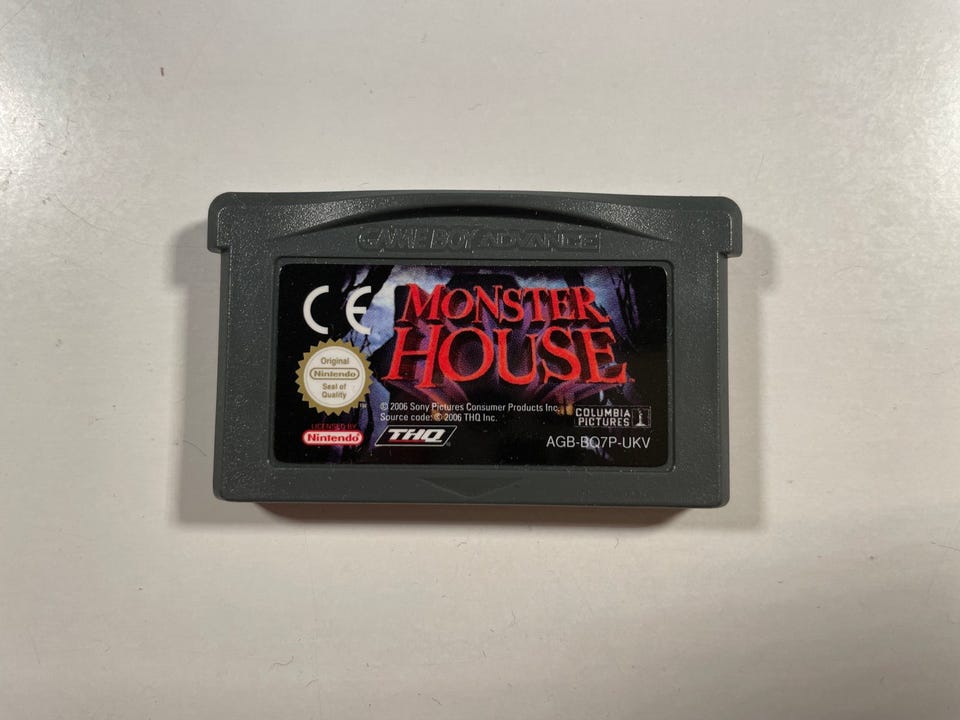 GAME BOY ADVANCE
CE
MONSTER
HOUSE
Original
Nintendo
Seal of
Quality
TM
© 2006 Sony Pictures Consumer Products Inc.
Source code: © 2006 THQ Inc.
COLUMBIA
PICTURES
LICENSED BY
Nintendo®
THQ®
AGB-BQ7P-UKV